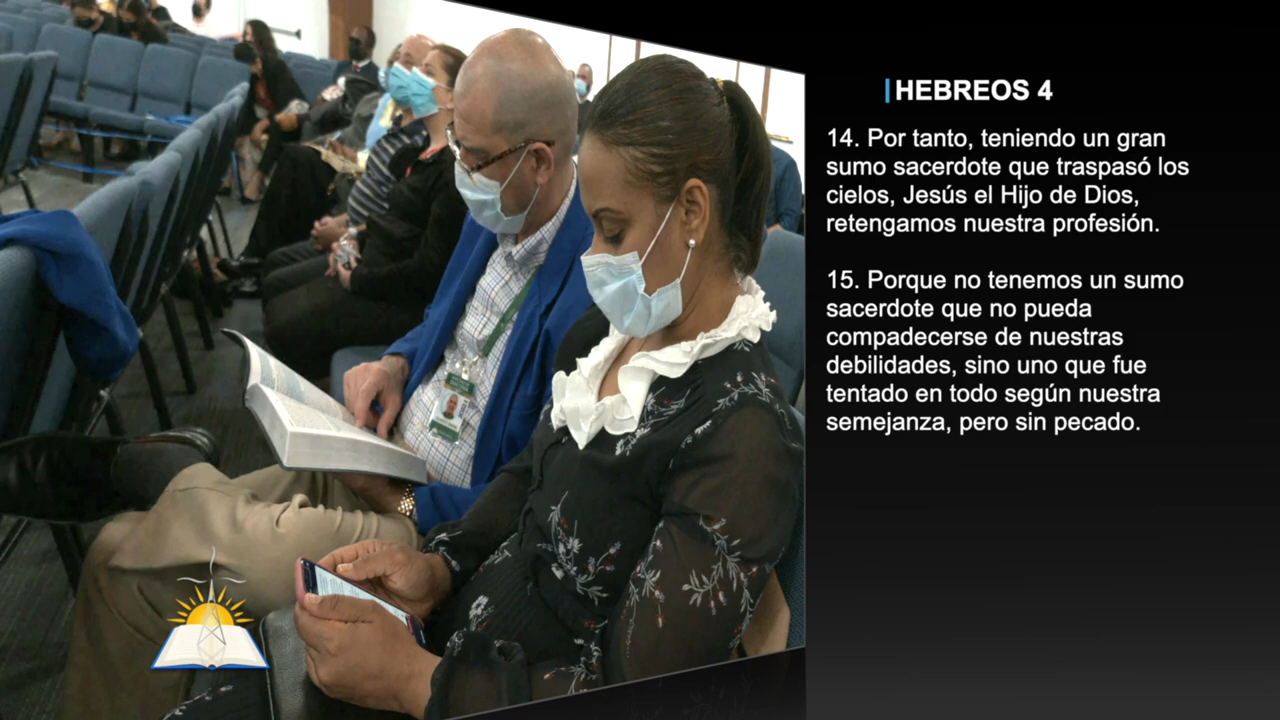 HEBREOS 4
14. Por tanto, teniendo un gran
sumo sacerdote que traspasó los
cielos, Jesús el Hijo de Dios,
retengamos nuestra profesión.
15. Porque no tenemos un sumo
sacerdote que no pueda
compadecerse de nuestras
debilidades, sino uno que fue
tentado en todo según nuestra
semejanza, pero sin pecado.